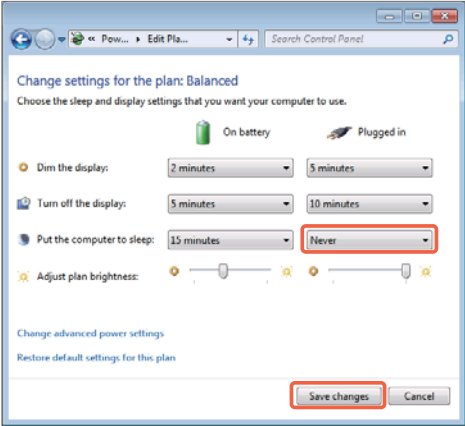 « Pow... ▸ Edit Pla... Search Control Panel
Change settings for the plan: Balanced
Choose the sleep and display settings that you want your computer to use.
On battery Plugged in
Dim the display: 2 minutes 5 minutes
Turn off the display: 5 minutes 10 minutes
Put the computer to sleep: 15 minutes Never
Adjust plan brightness:
Change advanced power settings
Restore default settings for this plan
Save changes Cancel